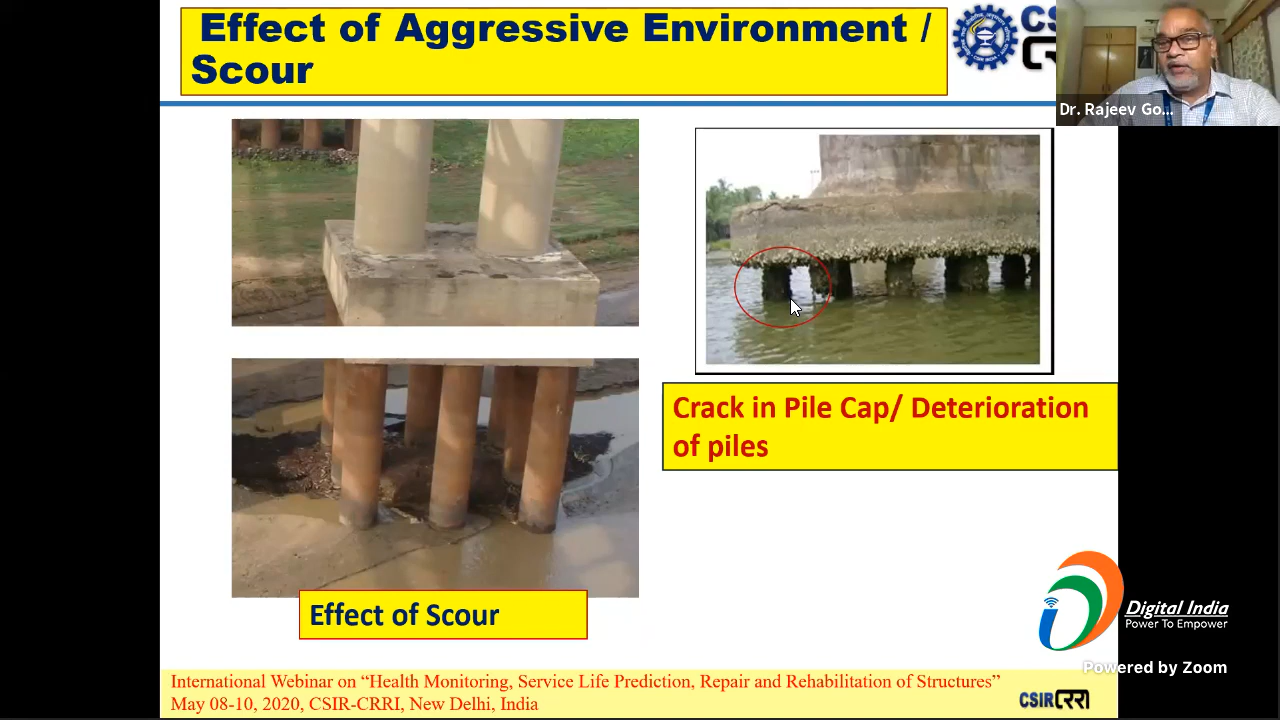 Effect of Aggressive Environment /
Scour
Dr. Rajeev Go...
Crack in Pile Cap/ Deterioration
of piles
Effect of Scour
Digital India
Power To Empower
Powered by Zoom
International Webinar on “Health Monitoring, Service Life Prediction, Repair and Rehabilitation of Structures”
May 08-10, 2020, CSIR-CRRI, New Delhi, India
CSIR CRRI